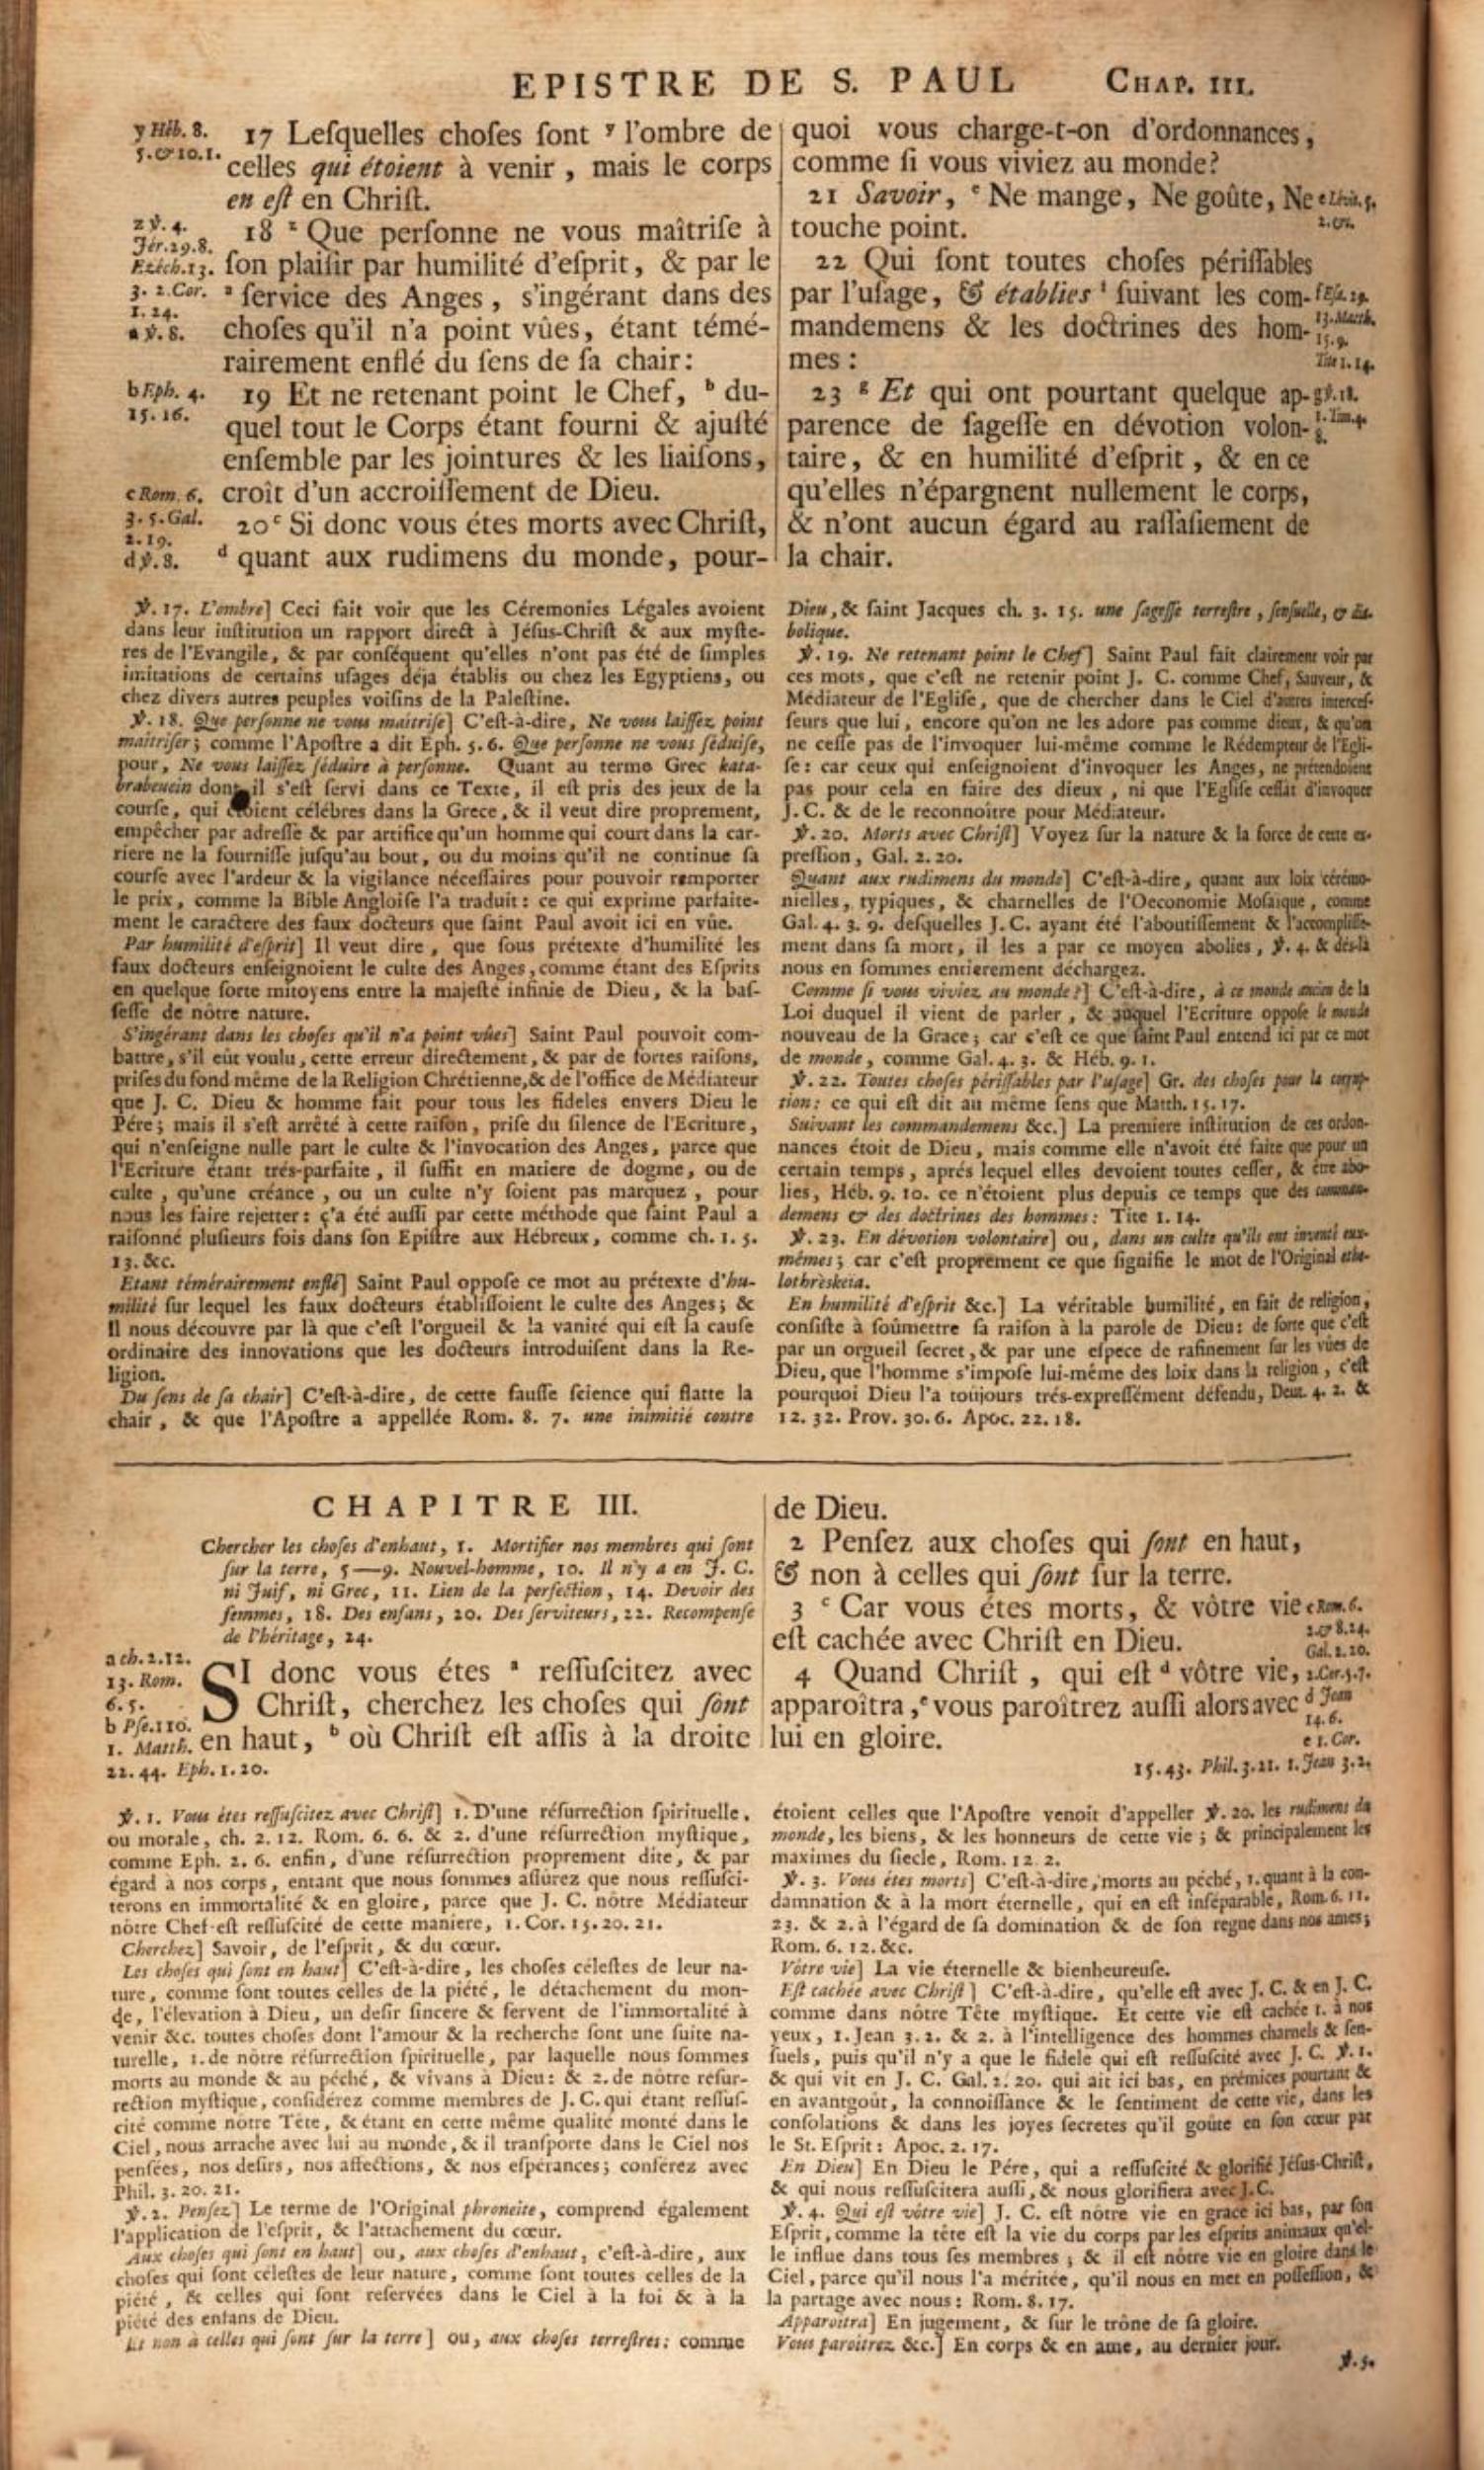 EPISTRE DE S. PAUL CHAP. III.
y Héb. 8.
5. & 10. 1.
17 Leſquelles choſes ſont y l'ombre de
celles qui étoient à venir, mais le corps
en eſt en Chriſt.
z ỳ. 4.
Jér. 29. 8.
Ezéch. 13.
3. 2. Cor.
1. 24.
a ỳ. 8.
18 z Que perſonne ne vous maîtriſe à
ſon plaiſir par humilité d'eſprit, & par le
a ſervice des Anges, s'ingérant dans des
choſes qu'il n'a point vûes, étant témé-
rairement enflé du ſens de ſa chair:
b Eph. 4.
15. 16.
19 Et ne retenant point le Chef, b du-
quel tout le Corps étant fourni & ajuſté
enſemble par les jointures & les liaiſons,
croît d'un accroiſſement de Dieu.
c Rom. 6.
3. 5. Gal.
2. 19.
d ỳ. 8.
20 c Si donc vous étes morts avec Chriſt,
d quant aux rudimens du monde, pour-
quoi vous charge-t-on d'ordonnances,
comme ſi vous viviez au monde?
21 Savoir, e Ne mange, Ne goûte, Ne
touche point.
22 Qui ſont toutes choſes périſſables
par l'uſage, & établies f ſuivant les com-
mandemens & les doctrines des hom-
mes:
13. Matth.
15. 9.
Tite 1. 14.
23 g Et qui ont pourtant quelque ap-
parence de ſageſſe en dévotion volon-
taire, & en humilité d'eſprit, & en ce
qu'elles n'épargnent nullement le corps,
& n'ont aucun égard au raſſaſiement de
la chair.
ỳ. 17. L'ombre] Ceci fait voir que les Céremonies Légales avoient
dans leur inſtitution un rapport direct à Jéſus-Chriſt & aux myſte-
res de l'Evangile, & par conſéquent qu'elles n'ont pas été de ſimples
imitations de certains uſages déja établis ou chez les Egyptiens, ou
chez divers autres peuples voiſins de la Paleſtine.
ỳ. 18. Que perſonne ne vous maitriſe] C'eſt-à-dire, Ne vous laiſſez point
maitriſer; comme l'Apoſtre a dit Eph. 5. 6. Que perſonne ne vous ſéduiſe,
pour, Ne vous laiſſez ſéduire à perſonne. Quant au terme Grec kata-
brabeuein dont il s'eſt ſervi dans ce Texte, il eſt pris des jeux de la
courſe, qui étoient célébres dans la Grece, & il veut dire proprement,
empêcher par adreſſe & par artifice qu'un homme qui court dans la car-
riere ne la fourniſſe juſqu'au bout, ou du moins qu'il ne continue ſa
courſe avec l'ardeur & la vigilance néceſſaires pour pouvoir remporter
le prix, comme la Bible Angloiſe l'a traduit: ce qui exprime parfaite-
ment le caractere des faux docteurs que ſaint Paul avoit ici en vûe.
Par humilité d'eſprit] Il veut dire, que ſous prétexte d'humilité les
faux docteurs enſeignoient le culte des Anges, comme étant des Eſprits
en quelque ſorte mitoyens entre la majeſté infinie de Dieu, & la baſ-
ſeſſe de nôtre nature.
S'ingérant dans les choſes qu'il n'a point vûes] Saint Paul pouvoit com-
battre, s'il eût voulu, cette erreur directement, & par de fortes raiſons,
priſes du fond même de la Religion Chrétienne, & de l'office de Médiateur
que J. C. Dieu & homme fait pour tous les fideles envers Dieu le
Pére; mais il s'eſt arrêté à cette raiſon, priſe du ſilence de l'Ecriture,
qui n'enſeigne nulle part le culte & l'invocation des Anges, parce que
l'Ecriture étant trés-parfaite, il ſuffit en matiere de dogme, ou de
culte, qu'une créance, ou un culte n'y ſoient pas marquez, pour
nous les faire rejetter: ç'a été auſſi par cette méthode que ſaint Paul a
raiſonné pluſieurs fois dans ſon Epiſtre aux Hébreux, comme ch. 1. 5.
13. &c.
Etant témérairement enflé] Saint Paul oppoſe ce mot au prétexte d'hu-
milité ſur lequel les faux docteurs établiſſoient le culte des Anges; &
Il nous découvre par là que c'eſt l'orgueil & la vanité qui eſt la cauſe
ordinaire des innovations que les docteurs introduiſent dans la Re-
ligion.
Du ſens de ſa chair] C'eſt-à-dire, de cette fauſſe ſcience qui flatte la
chair, & que l'Apoſtre a appellée Rom. 8. 7. une inimitié contre
Dieu, & ſaint Jacques ch. 3. 15. une ſageſſe terreſtre, ſenſuelle, & dia-
bolique.
ỳ. 19. Ne retenant point le Chef] Saint Paul fait clairement voir par
ces mots, que c'eſt ne retenir point J. C. comme Chef, Sauveur, &
Médiateur de l'Egliſe, que de chercher dans le Ciel d'autres interceſ-
ſeurs que lui, encore qu'on ne les adore pas comme dieux, & qu'on
ne ceſſe pas de l'invoquer lui-même comme le Rédempteur de l'Egli-
ſe: car ceux qui enſeignoient d'invoquer les Anges, ne prétendoient
pas pour cela en faire des dieux, ni que l'Egliſe ceſſât d'invoquer
J. C. & de le reconnoître pour Médiateur.
ỳ. 20. Morts avec Chriſt] Voyez ſur la nature & la force de cette ex-
preſſion, Gal. 2. 20.
Quant aux rudimens du monde] C'eſt-à-dire, quant aux loix cérémo-
nielles, typiques, & charnelles de l'Oeconomie Moſaïque, comme
Gal. 4. 3. 9. deſquelles J. C. ayant été l'aboutiſſement & l'accompliſſe-
ment dans ſa mort, il les a par ce moyen abolies, ỳ. 4. & dés-là
nous en ſommes entierement déchargez.
Comme ſi vous viviez au monde?] C'eſt-à-dire, à ce monde ancien de la
Loi duquel il vient de parler, & auquel l'Ecriture oppoſe le monde
nouveau de la Grace; car c'eſt ce que ſaint Paul entend ici par ce mot
de monde, comme Gal. 4. 3. & Héb. 9. 1.
ỳ. 22. Toutes choſes périſſables par l'uſage] Gr. des choſes pour la corrup-
tion: ce qui eſt dit au même ſens que Matth. 15. 17.
Suivant les commandemens &c.] La premiere inſtitution de ces ordon-
nances étoit de Dieu, mais comme elle n'avoit été faite que pour un
certain temps, aprés lequel elles devoient toutes ceſſer, & être abo-
lies, Héb. 9. 10. ce n'étoient plus depuis ce temps que des comman-
demens & des doctrines des hommes: Tite 1. 14.
ỳ. 23. En dévotion volontaire] ou, dans un culte qu'ils ont inventé eux-
mêmes; car c'eſt proprement ce que ſignifie le mot de l'Original ethe-
lothrèskeia.
En humilité d'eſprit &c.] La véritable humilité, en fait de religion,
conſiſte à ſoûmettre ſa raiſon à la parole de Dieu: de ſorte que c'eſt
par un orgueil ſecret, & par une eſpece de rafinement ſur les vûes de
Dieu, que l'homme s'impoſe lui-même des loix dans la religion, c'eſt
pourquoi Dieu l'a toûjours trés-expreſſément défendu, Deut. 4. 2. &
12. 32. Prov. 30. 6. Apoc. 22. 18.
CHAPITRE III.
Chercher les choſes d'enhaut, 1. Mortifier nos membres qui ſont
ſur la terre, 5—9. Nouvel-homme, 10. Il n'y a en J. C.
ni Juif, ni Grec, 11. Lien de la perfection, 14. Devoir des
femmes, 18. Des enfans, 20. Des ſerviteurs, 22. Recompenſe
de l'héritage, 24.
a ch. 2. 12.
13. Rom.
6. 5.
b Pſe. 110.
1. Matth.
22. 44. Eph. 1. 20.
SI donc vous étes a reſſuſcitez avec
Chriſt, cherchez les choſes qui ſont
en haut, b où Chriſt eſt aſſis à la droite
de Dieu.
2 Penſez aux choſes qui ſont en haut,
& non à celles qui ſont ſur la terre.
3 c Car vous étes morts, & vôtre vie
eſt cachée avec Chriſt en Dieu.
4 Quand Chriſt, qui eſt d vôtre vie,
apparoîtra, e vous paroîtrez auſſi alors avec
lui en gloire.
c Rom. 6.
2. & 8. 24.
Gal. 2. 20.
2. Cor. 5. 7.
d Jean
14. 6.
e 1. Cor.
15. 43. Phil. 3. 21. 1. Jean 3. 2.
ỳ. 1. Vous étes reſſuſcitez avec Chriſt] 1. D'une réſurrection ſpirituelle,
ou morale, ch. 2. 12. Rom. 6. 6. & 2. d'une réſurrection myſtique,
comme Eph. 2. 6. enfin, d'une réſurrection proprement dite, & par
égard à nos corps, entant que nous ſommes aſſûrez que nous reſſuſci-
terons en immortalité & en gloire, parce que J. C. nôtre Médiateur
nôtre Chef eſt reſſuſcité de cette maniere, 1. Cor. 15. 20. 21.
Cherchez] Savoir, de l'eſprit, & du cœur.
Les choſes qui ſont en haut] C'eſt-à-dire, les choſes céleſtes de leur na-
ture, comme ſont toutes celles de la piété, le détachement du mon-
de, l'élevation à Dieu, un deſir ſincere & fervent de l'immortalité à
venir &c. toutes choſes dont l'amour & la recherche ſont une ſuite na-
turelle, 1. de nôtre réſurrection ſpirituelle, par laquelle nous ſommes
morts au monde & au péché, & vivans à Dieu: & 2. de nôtre réſur-
rection myſtique, conſidérez comme membres de J. C. qui étant reſſuſ-
cité comme nôtre Tête, & étant en cette même qualité monté dans le
Ciel, nous arrache avec lui au monde, & il tranſporte dans le Ciel nos
penſées, nos deſirs, nos affections, & nos eſpérances; conférez avec
Phil. 3. 20. 21.
ỳ. 2. Penſez] Le terme de l'Original phroneite, comprend également
l'application de l'eſprit, & l'attachement du cœur.
Aux choſes qui ſont en haut] ou, aux choſes d'enhaut, c'eſt-à-dire, aux
choſes qui ſont céleſtes de leur nature, comme ſont toutes celles de la
piété, & celles qui ſont reſervées dans le Ciel à la foi & à la
piété des enfans de Dieu.
Et non à celles qui ſont ſur la terre] ou, aux choſes terreſtres: comme
étoient celles que l'Apoſtre venoit d'appeller ỳ. 20. les rudimens du
monde, les biens, & les honneurs de cette vie; & principalement les
maximes du ſiecle, Rom. 12. 2.
ỳ. 3. Vous étes morts] C'eſt-à-dire, morts au péché, 1. quant à la con-
damnation & à la mort éternelle, qui en eſt inſéparable, Rom. 6. 11.
23. & 2. à l'égard de ſa domination & de ſon regne dans nos ames;
Rom. 6. 12. &c.
Vôtre vie] La vie éternelle & bienheureuſe.
Eſt cachée avec Chriſt] C'eſt-à-dire, qu'elle eſt avec J. C. & en J. C.
comme dans nôtre Tête myſtique. Et cette vie eſt cachée 1. à nos
yeux, 1. Jean 3. 2. & 2. à l'intelligence des hommes charnels & ſen-
ſuels, puis qu'il n'y a que le fidele qui eſt reſſuſcité avec J. C. ỳ. 1.
& qui vit en J. C. Gal. 2. 20. qui ait ici bas, en prémices pourtant &
en avantgoût, la connoiſſance & le ſentiment de cette vie, dans les
conſolations & dans les joyes ſecretes qu'il goûte en ſon cœur par
le St. Eſprit: Apoc. 2. 17.
En Dieu] En Dieu le Pére, qui a reſſuſcité & glorifié Jéſus-Chriſt,
& qui nous reſſuſcitera auſſi, & nous glorifiera avec J. C.
ỳ. 4. Qui eſt vôtre vie] J. C. eſt nôtre vie en grace ici bas, par ſon
Eſprit, comme la tête eſt la vie du corps par les eſprits animaux qu'el-
le influe dans tous ſes membres; & il eſt nôtre vie en gloire dans le
Ciel, parce qu'il nous l'a méritée, qu'il nous en met en poſſeſſion, &
la partage avec nous: Rom. 8. 17.
Apparoîtra] En jugement, & ſur le trône de ſa gloire.
Vous paroîtrez &c.] En corps & en ame, au dernier jour.
ỳ. 5.